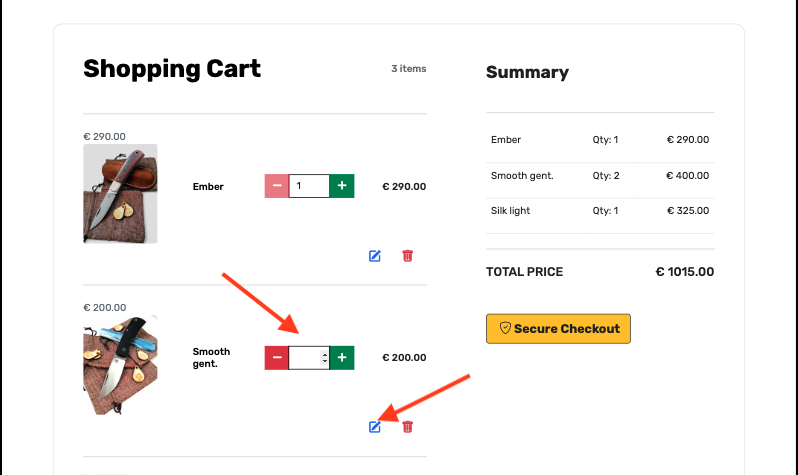 Shopping Cart
3 items
€ 290.00
Ember
−
1
+
€ 290.00
€ 200.00
Smooth
gent.
−
+
€ 200.00
Summary
Ember Qty: 1 € 290.00
Smooth gent. Qty: 2 € 400.00
Silk light Qty: 1 € 325.00
TOTAL PRICE € 1015.00
Secure Checkout